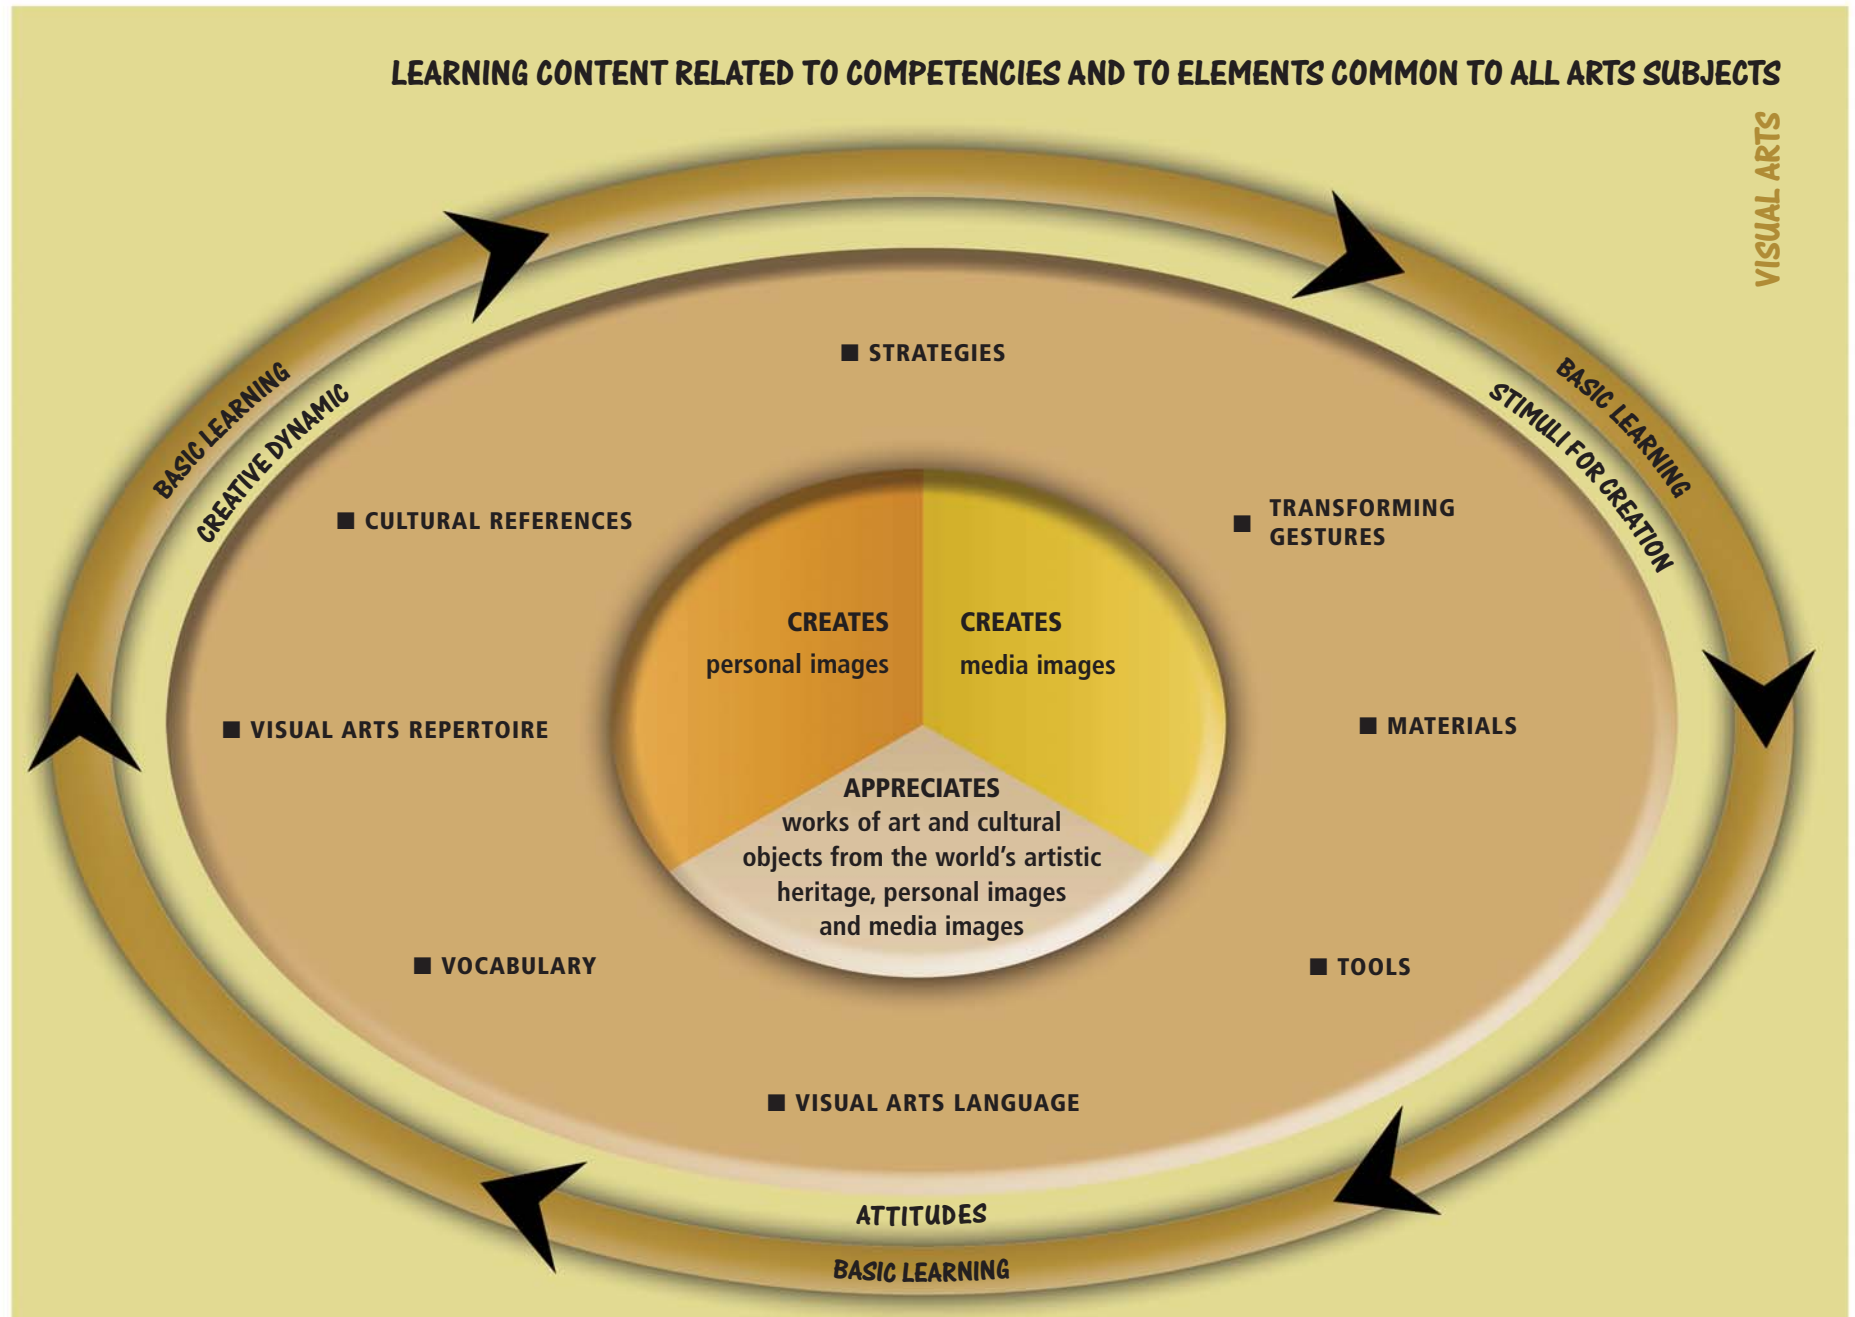 LEARNING CONTENT RELATED TO COMPETENCIES AND TO ELEMENTS COMMON TO ALL ARTS SUBJECTS
VISUAL ARTS
BASIC LEARNING
CREATIVE DYNAMIC
BASIC LEARNING
STIMULI FOR CREATION
■ STRATEGIES
■ CULTURAL REFERENCES
■ TRANSFORMING
GESTURES
CREATES
personal images
CREATES
media images
■ VISUAL ARTS REPERTOIRE
■ MATERIALS
APPRECIATES
works of art and cultural
objects from the world's artistic
heritage, personal images
and media images
■ VOCABULARY
■ TOOLS
■ VISUAL ARTS LANGUAGE
ATTITUDES
BASIC LEARNING